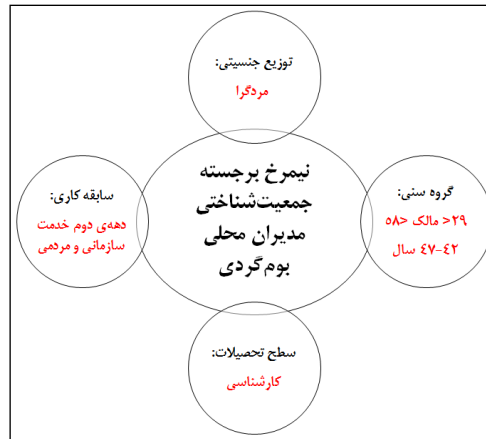 توزیع جنسیتی:
مردگرا
نیمرخ برجسته
جمعیت‌شناختی
مدیران محلی
بوم‌گردی
گروه سنی:
۲۹< مالک <۵۸
۴۲-۴۷ سال
سابقه کاری:
دهه‌ی دوم خدمت
سازمانی و مردمی
سطح تحصیلات:
کارشناسی